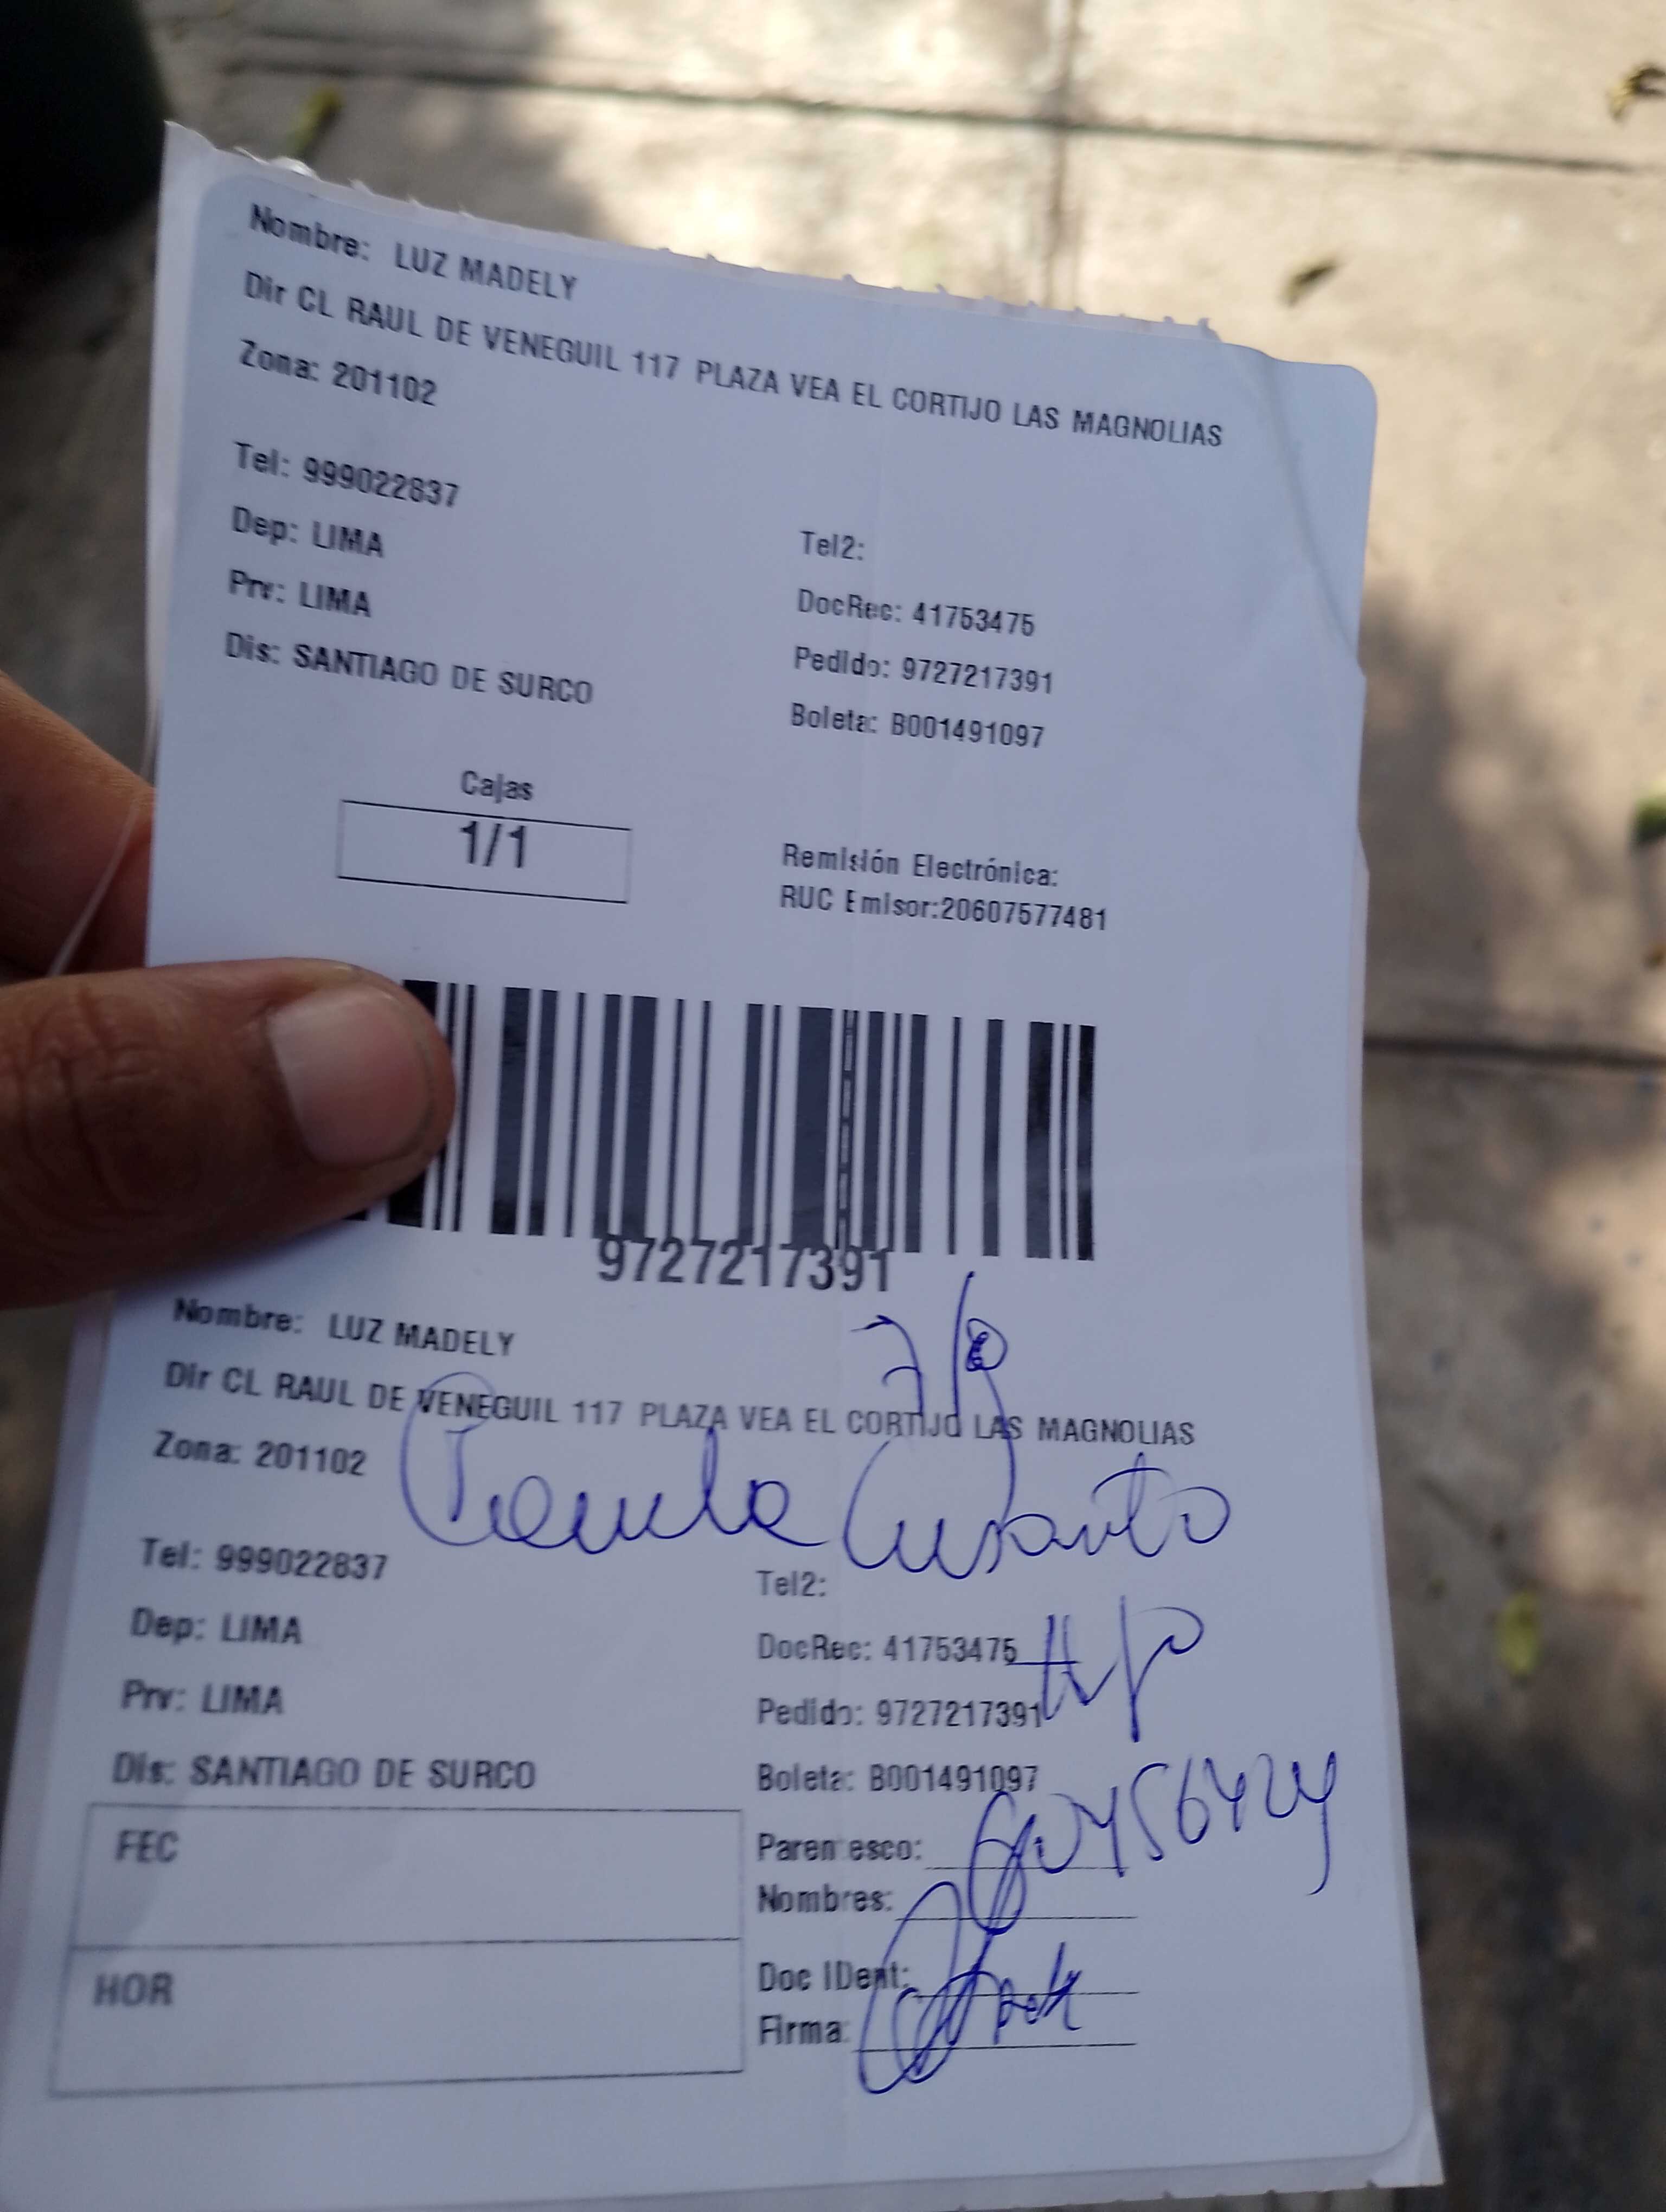 Nombre: LUZ MADELY
Dir CL RAUL DE VENEGUIL 117 PLAZA VEA EL CORTIJO LAS MAGNOLIAS
Zona: 201102
Tel: 999022837
Dep: LIMA
Prv: LIMA
Dis: SANTIAGO DE SURCO
Tel2:
DocRec: 41753475
Pedido: 9727217391
Boleta: B001491097
Cajas
1/1
Remisión Electrónica:
RUC Emisor:20607577481
9727217391
Nombre: LUZ MADELY
Dir CL RAUL DE VENEGUIL 117 PLAZA VEA EL CORTIJO LAS MAGNOLIAS
Zona: 201102
Tel: 999022837
Dep: LIMA
Prv: LIMA
Dis: SANTIAGO DE SURCO
Tel2:
DocRec: 41753475
Pedido: 9727217391
Boleta: B001491097
FEC
HOR
Parentesco:
Nombres:
Doc IDent:
Firma: